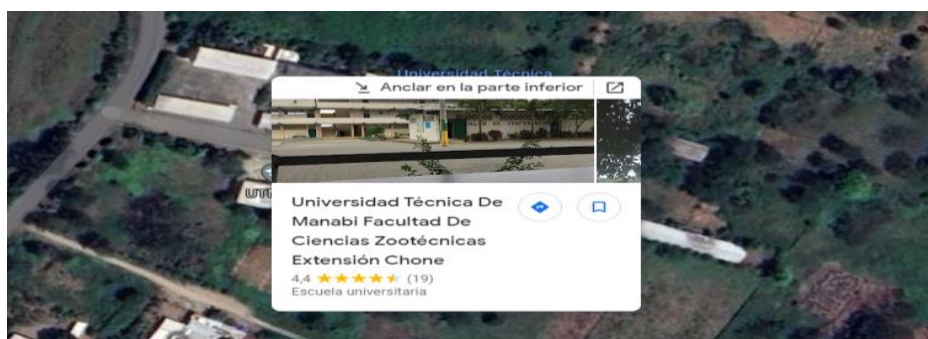 Universidad Técnica
Anclar en la parte inferior
UTM
Universidad Técnica De
Manabi Facultad De
Ciencias Zootécnicas
Extensión Chone
4,4 (19)
Escuela universitaria